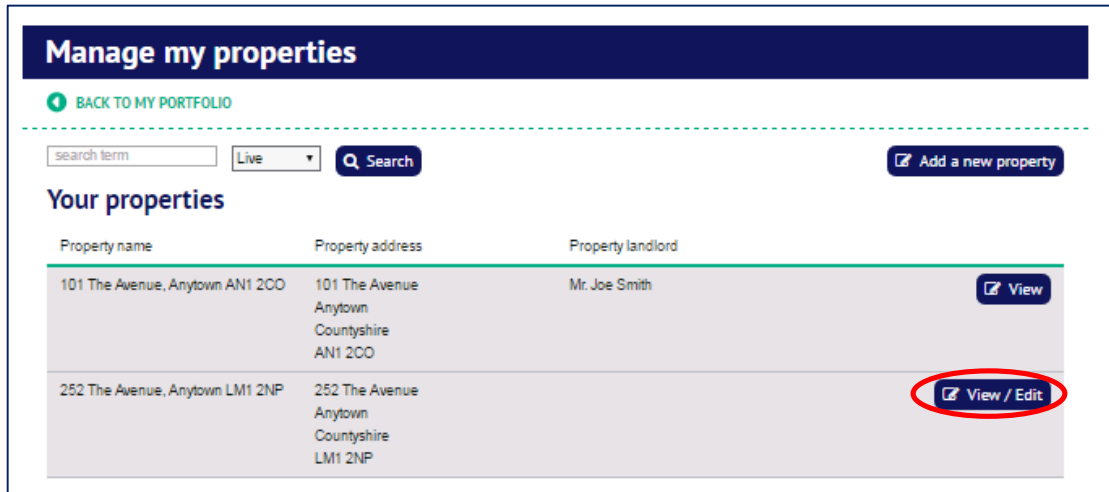 Manage my properties
BACK TO MY PORTFOLIO
search term Live Search Add a new property
Your properties
Property name Property address Property landlord
101 The Avenue, Anytown AN1 2CO 101 The Avenue Mr. Joe Smith View
Anytown
Countyshire
AN1 2CO
252 The Avenue, Anytown LM1 2NP 252 The Avenue View / Edit
Anytown
Countyshire
LM1 2NP